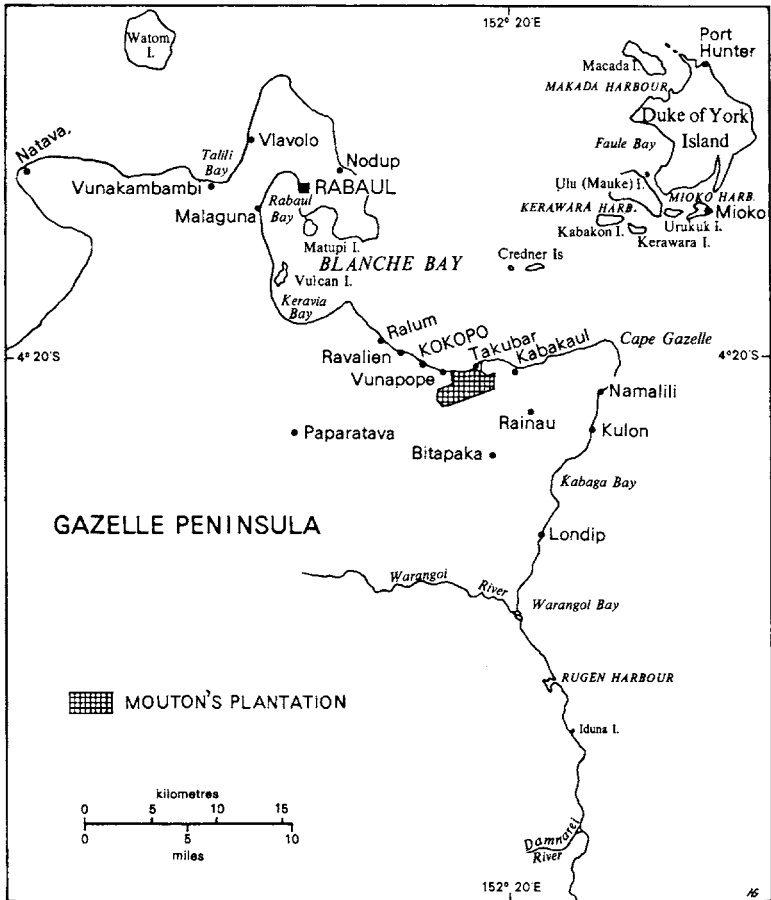 152° 20'E
Port
Hunter
Watom
I.
Macada I.
MAKADA HARBOUR
Duke of York
Island
Faule Bay
Natava.
Talili
Bay
Vlavolo
Nodup
Vunakambambi
RABAUL
Rabaul
Bay
Malaguna
Matupi I.
Ulu (Mauke) I.
MIOKO HARB.
KERAWARA HARB.
Mioko
Urukuk I.
Kabakon I.
Kerawara I.
BLANCHE BAY
Credner Is
Vulcan I.
Keravia
Bay
Ralum
Ravalien
KOKOPO
Takubar
Kabakaul
Cape Gazelle
4° 20'S
4° 20'S
Vunapope
Namalili
Rainau
Kulon
Paparatava
Bitapaka
Kabaga Bay
GAZELLE PENINSULA
Londip
Warangoi
River
Warangoi Bay
RUGEN HARBOUR
MOUTON'S PLANTATION
Iduna I.
kilometres
0 5 10 15
0 5 10
miles
Damnarei
River
152° 20'E
HG